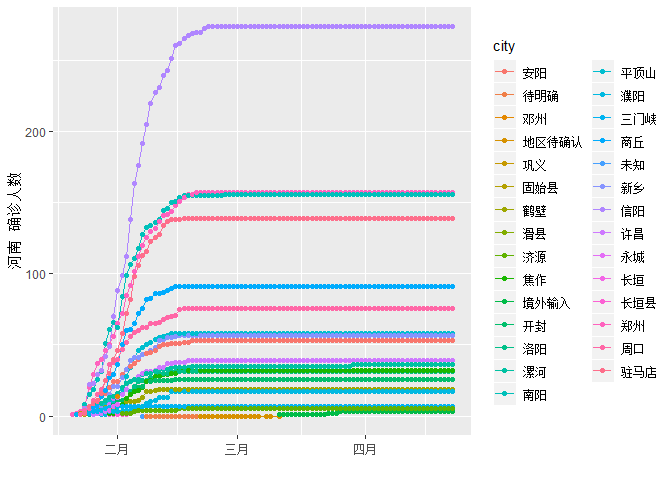 city
安阳
待明确
邓州
地区待确认
巩义
固始县
鹤壁
滑县
济源
焦作
境外输入
开封
洛阳
漯河
南阳
平顶山
濮阳
三门峡
商丘
未知
新乡
信阳
许昌
永城
长垣
长垣县
郑州
周口
驻马店
河南 确诊人数
200
100
0
二月
三月
四月